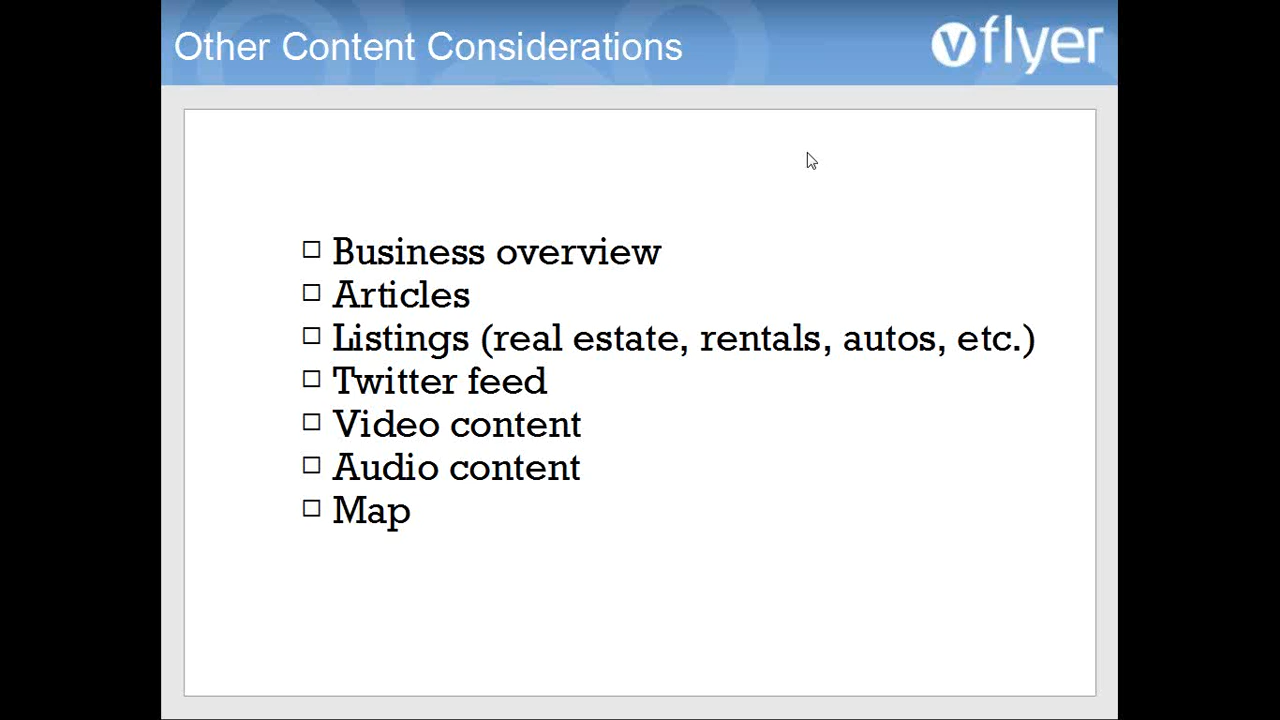 Other Content Considerations
vflyer
Business overview
Articles
Listings (real estate, rentals, autos, etc.)
Twitter feed
Video content
Audio content
Map